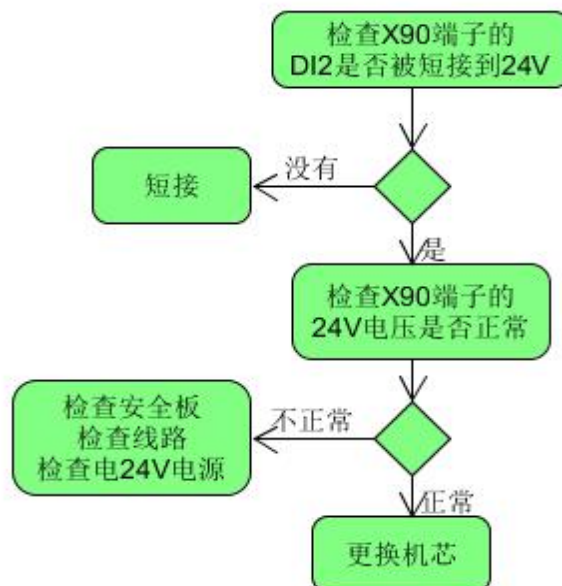 检查X90端子的
DI2是否被短接到24V
没有
短接
是
检查X90端子的
24V电压是否正常
不正常
检查安全板
检查线路
检查电24V电源
正常
更换机芯